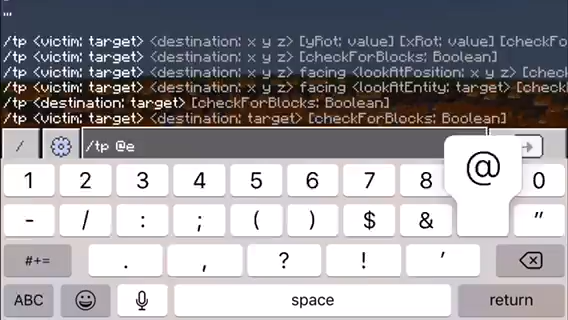 /tp <victim: target> <destination: x y z> [yRot: value] [xRot: value] [checkFo
/tp <victim: target> <destination: x y z> [checkForBlocks: Boolean]
/tp <victim: target> <destination: x y z> facing <lookAtPosition: x y z> [chec
/tp <victim: target> <destination: x y z> facing <lookAtEntity: target> [check
/tp <destination: target> [checkForBlocks: Boolean]
/tp <victim: target> <destination: target> [checkForBlocks: Boolean]
/ /tp @e
@
1 2 3 4 5 6 7 8 0
- / : ; ( ) $ & "
#+= . , ? ! '
ABC space return